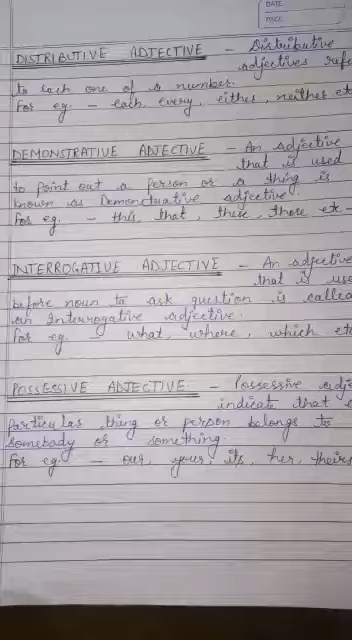 DATE
PAGE
DISTRIBUTIVE ADJECTIVE - Distributive
adjectives refe
to each one of a number.
For eg. - each every, either, neither etc
DEMONSTRATIVE ADJECTIVE - An adjective
that is used
to point out a person or a thing is
known as Demonstrative adjective.
For eg. - this, that, these, those etc -
INTERROGATIVE ADJECTIVE - An adjective
that is use
before noun to ask question is called
an Interrogative adjective.
For eg. - what, where, which etc
POSSESSIVE ADJECTIVE - Possessive adje
indicate that
particular thing or person belongs to
somebody or something.
For eg. - our, your, its, her, theirs